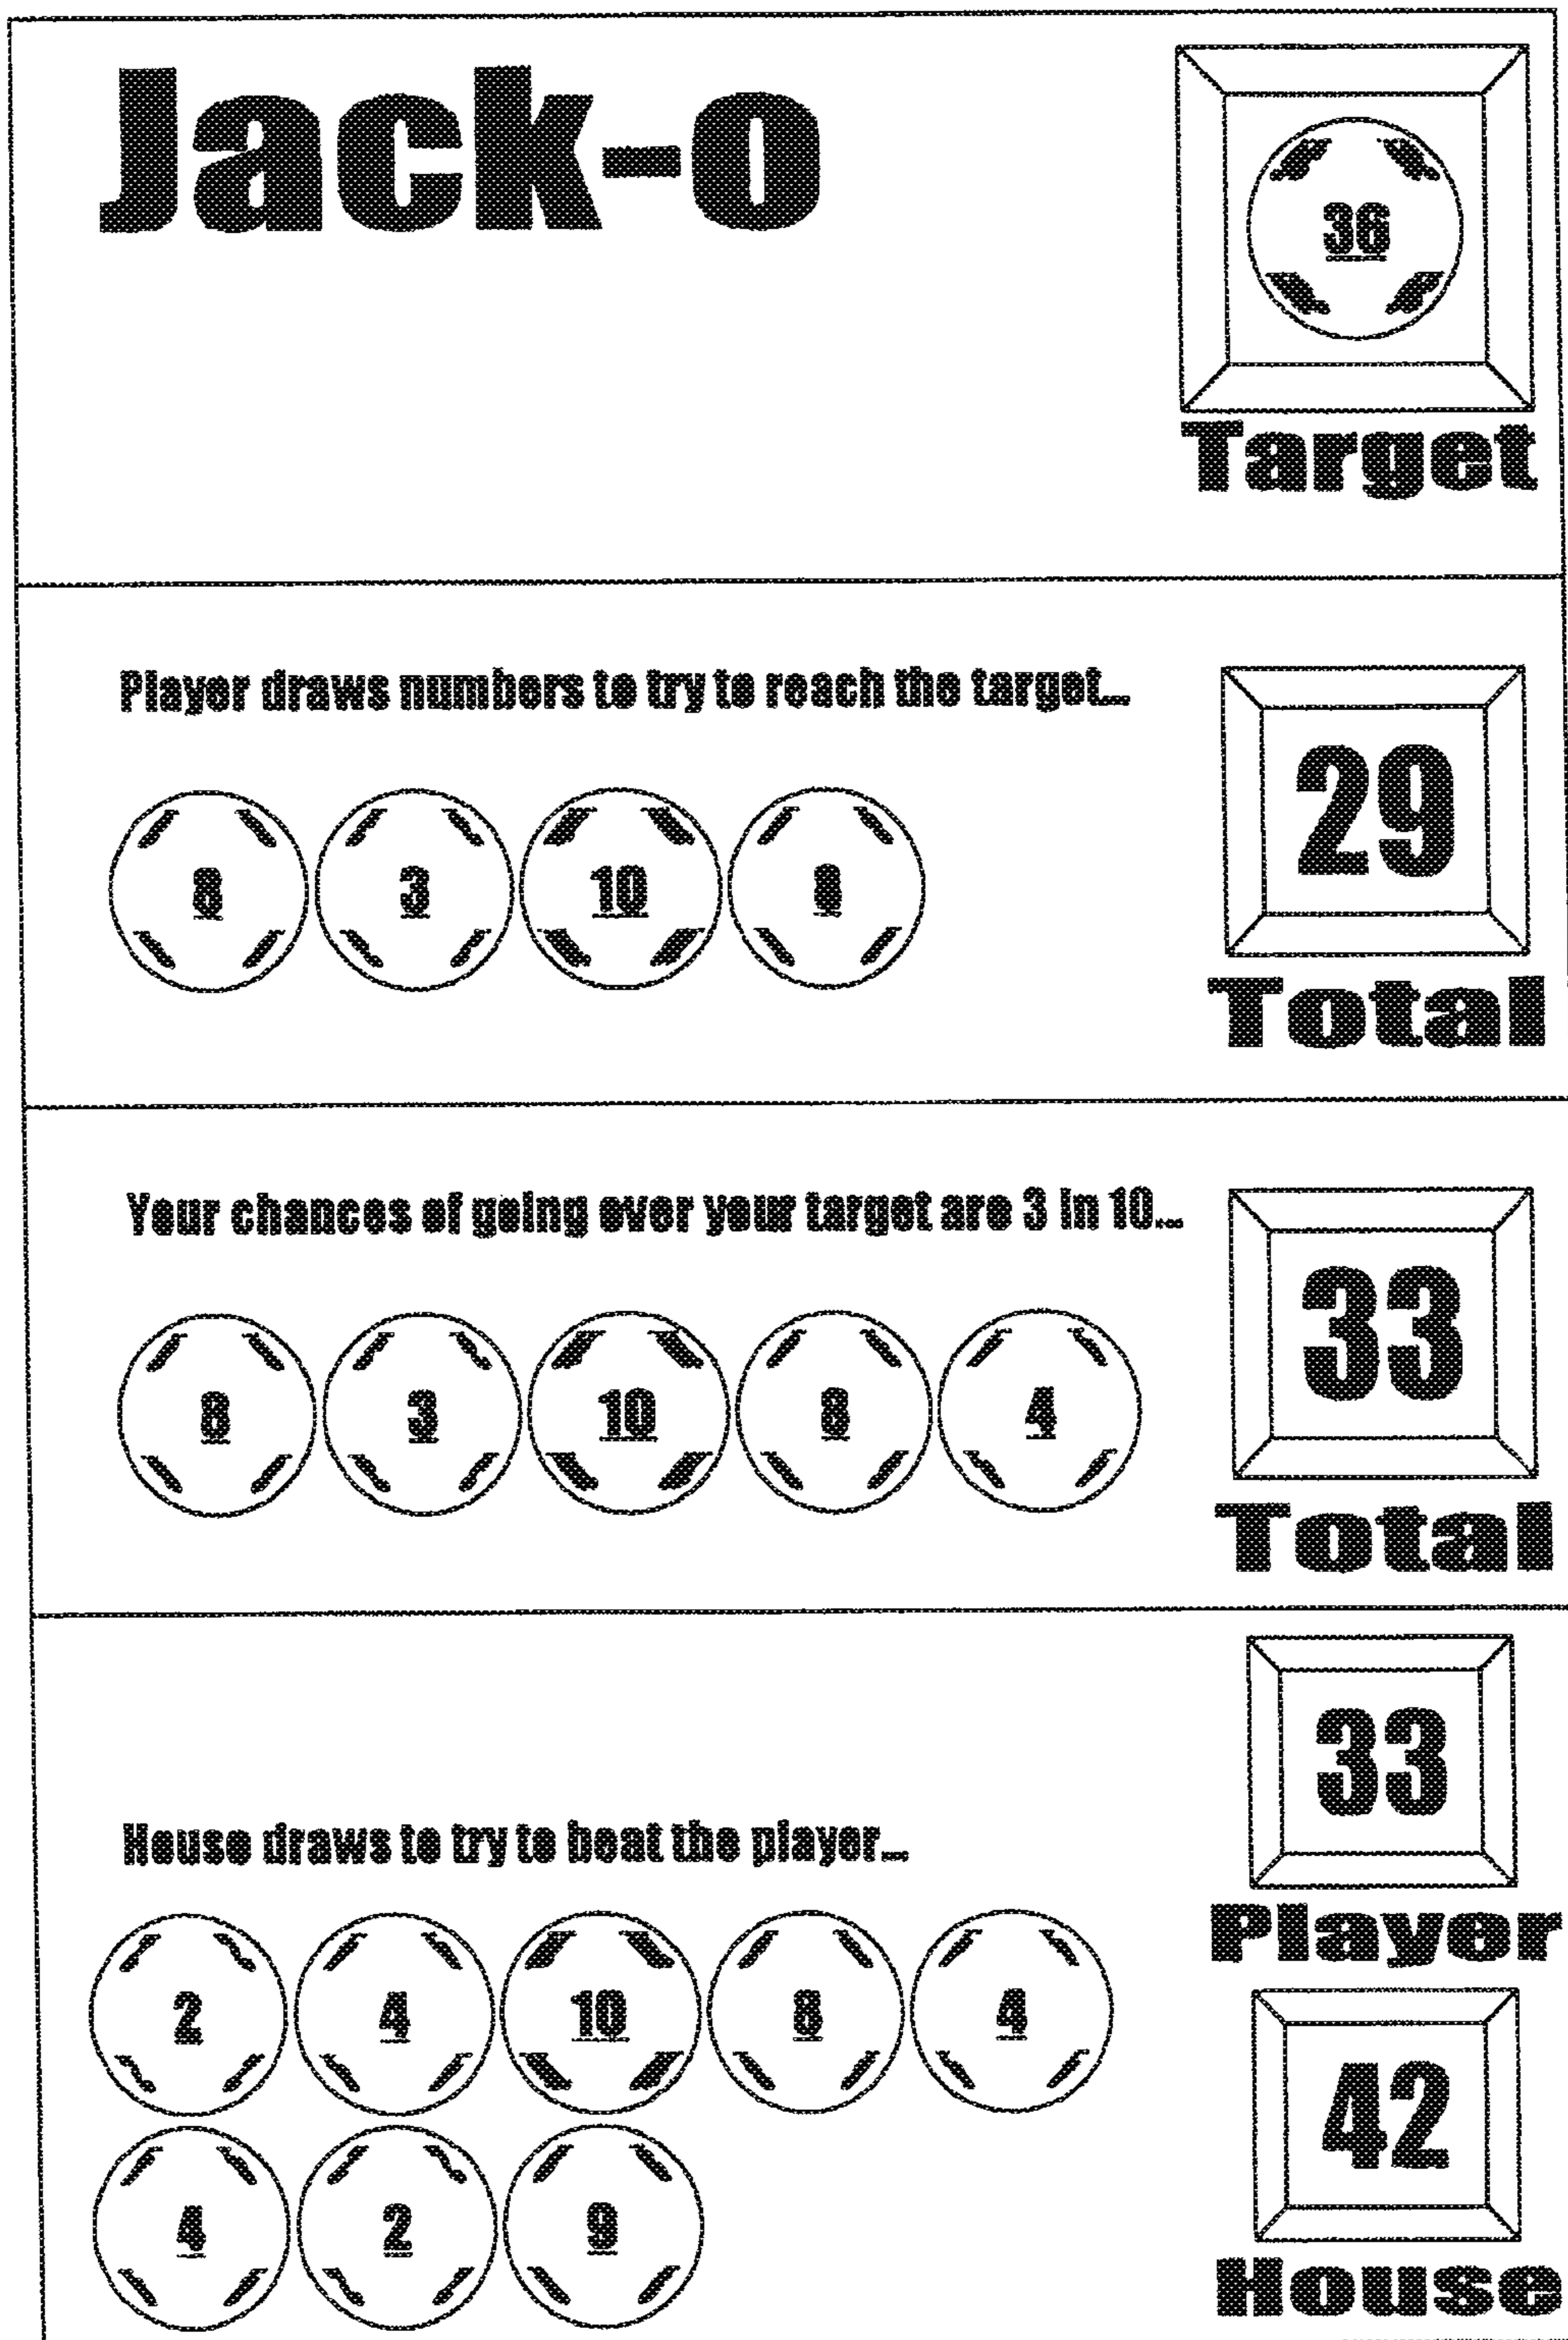 Jack-o
36
Target
Player draws numbers to try to reach the target...
8 3 10 8
29
Total
Your chances of going over your target are 3 in 10...
8 3 10 8 4
33
Total
33
Player
House draws to try to beat the player...
2 4 10 8 4
4 2 9
42
House